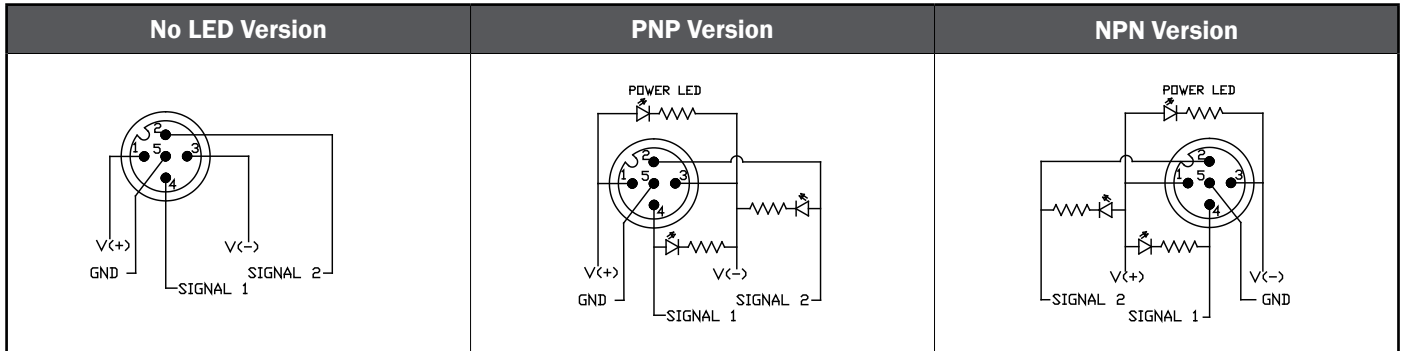 No LED Version
PNP Version
NPN Version
2
1 5 3
4
V(+)
V(-)
GND
SIGNAL 2
SIGNAL 1
POWER LED
2
1 5 3
4
V(+)
V(-)
GND
SIGNAL 2
SIGNAL 1
POWER LED
2
1 5 3
4
V(+)
V(-)
SIGNAL 2
GND
SIGNAL 1